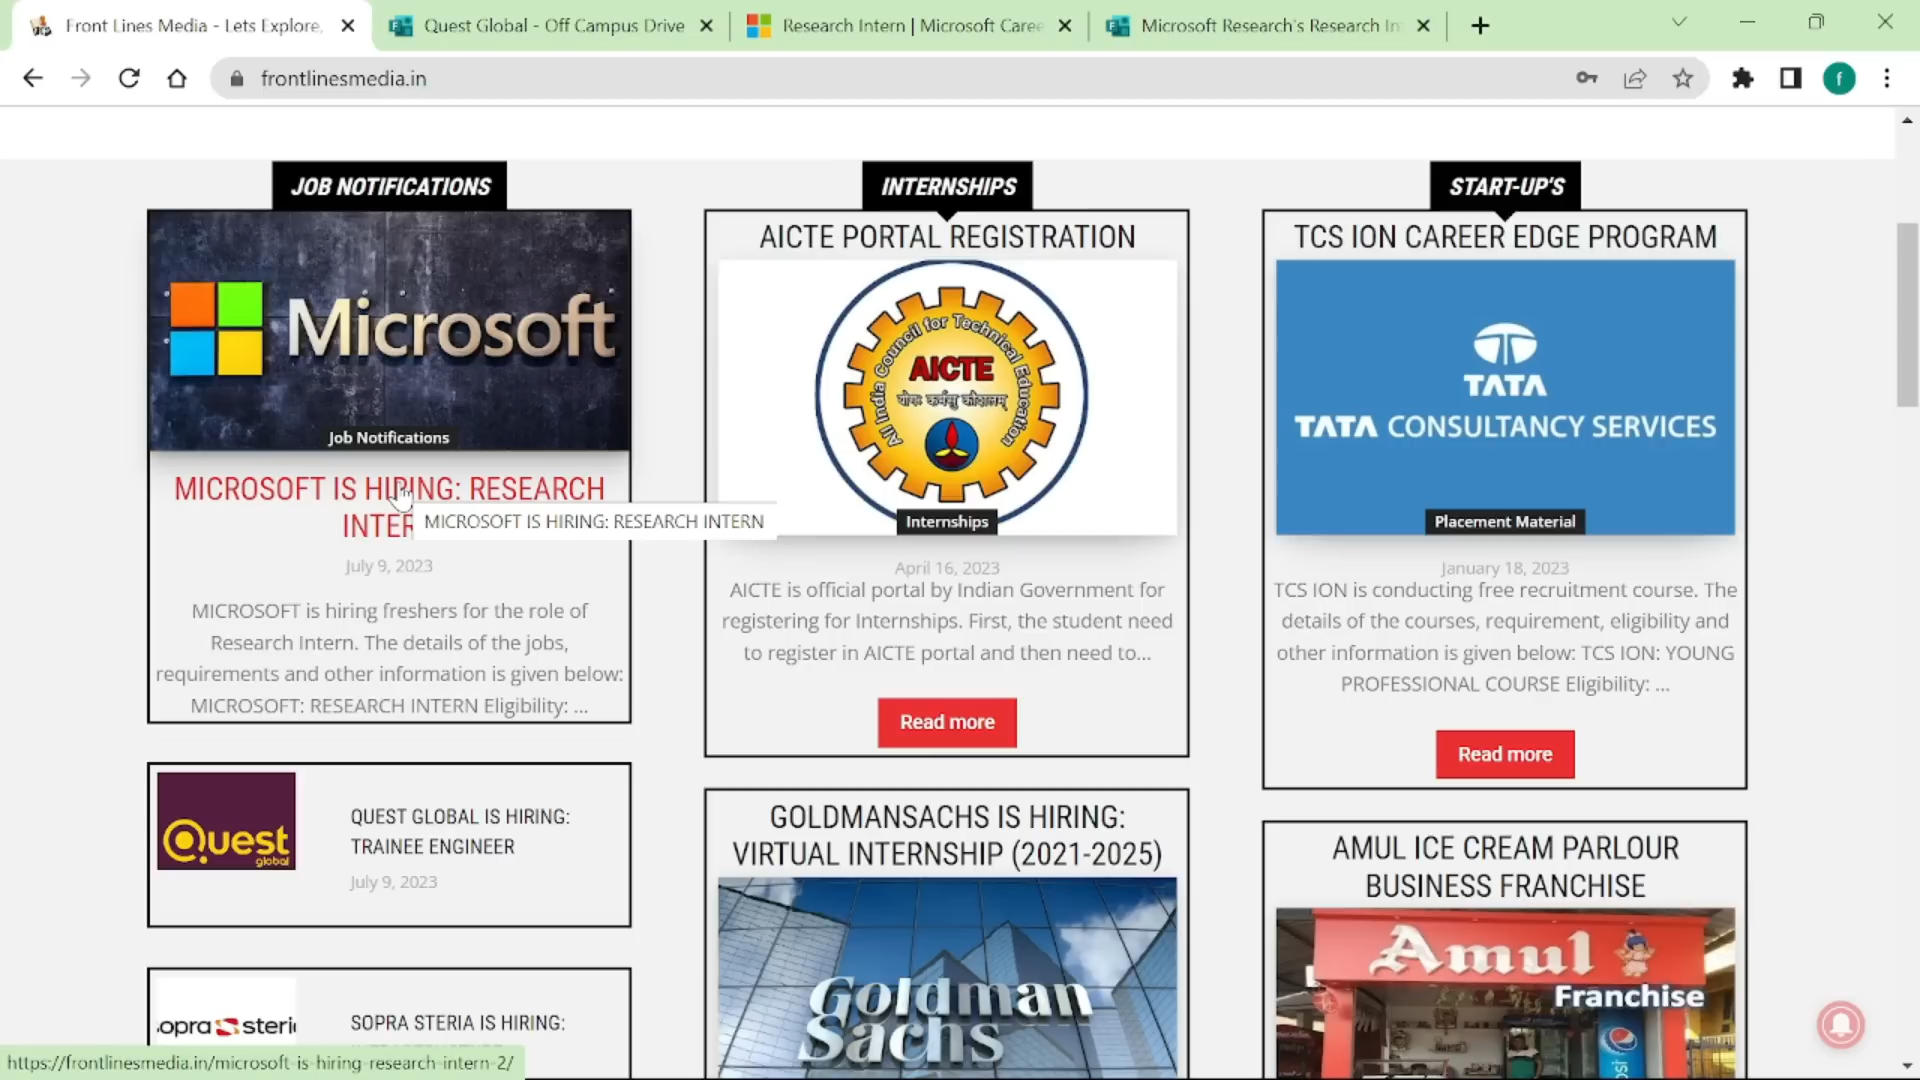 Front Lines Media - Lets Explore,
Quest Global - Off Campus Drive
Research Intern | Microsoft Caree
Microsoft Research's Research In
frontlinesmedia.in
f
JOB NOTIFICATIONS
Microsoft
Job Notifications
MICROSOFT IS HIRING: RESEARCH
INTER
MICROSOFT IS HIRING: RESEARCH INTERN
July 9, 2023
MICROSOFT is hiring freshers for the role of
Research Intern. The details of the jobs,
requirements and other information is given below:
MICROSOFT: RESEARCH INTERN Eligibility: ...
Quest
global
QUEST GLOBAL IS HIRING:
TRAINEE ENGINEER
July 9, 2023
opra steri
SOPRA STERIA IS HIRING:
INTERNSHIPS
AICTE PORTAL REGISTRATION
All India Council for Technical Education
AICTE
योगः कर्मसु कौशलम्
Internships
April 16, 2023
AICTE is official portal by Indian Government for
registering for Internships. First, the student need
to register in AICTE portal and then need to...
Read more
GOLDMANSACHS IS HIRING:
VIRTUAL INTERNSHIP (2021-2025)
Goldman
Sachs
START-UP'S
TCS ION CAREER EDGE PROGRAM
TATA
TATA CONSULTANCY SERVICES
Placement Material
January 18, 2023
TCS ION is conducting free recruitment course. The
details of the courses, requirement, eligibility and
other information is given below: TCS ION: YOUNG
PROFESSIONAL COURSE Eligibility: ...
Read more
AMUL ICE CREAM PARLOUR
BUSINESS FRANCHISE
Amul
Franchise
https://frontlinesmedia.in/microsoft-is-hiring-research-intern-2/